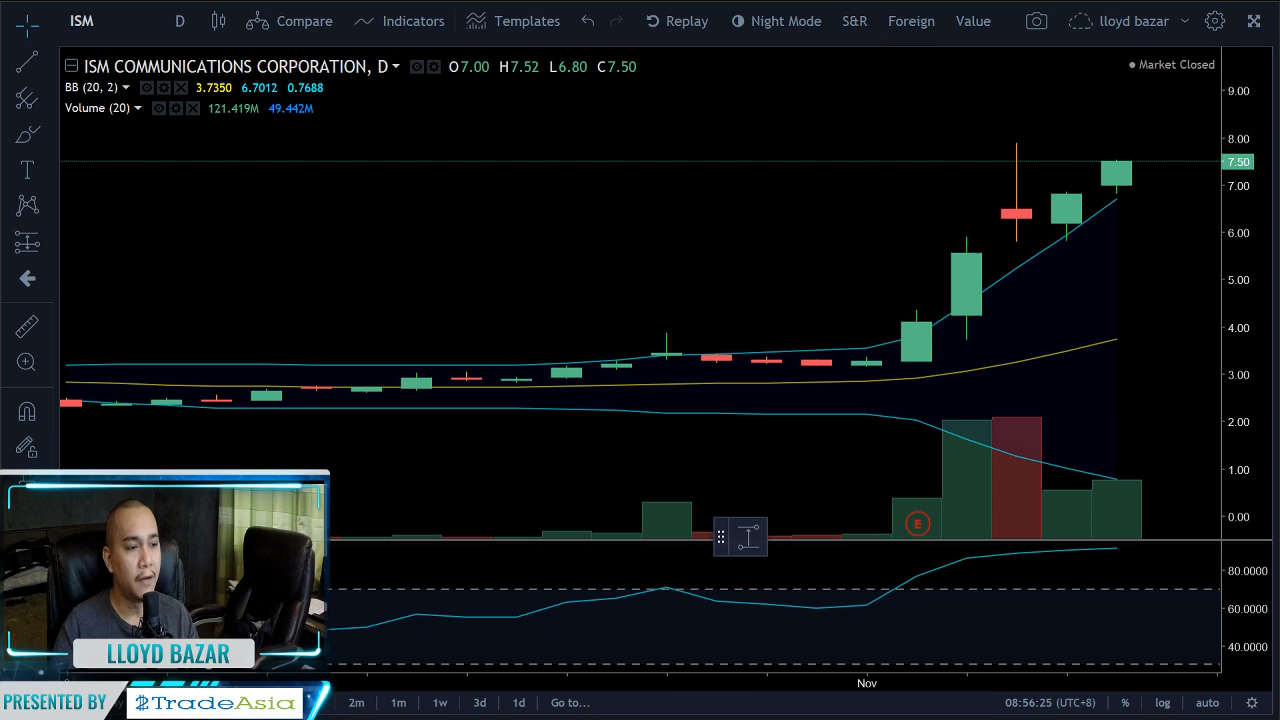 ISM D Compare Indicators Templates Replay Night Mode S&R Foreign Value lloyd bazar
ISM COMMUNICATIONS CORPORATION, D O7.00 H7.52 L6.80 C7.50
Market Closed
BB (20, 2) 3.7350 6.7012 0.7688
Volume (20) 121.419M 49.442M
9.00
8.00
7.50
7.00
6.00
5.00
4.00
3.00
2.00
1.00
0.00
E
80.0000
60.0000
40.0000
Nov
LLOYD BAZAR
PRESENTED BY TradeAsia
2m 1m 1w 3d 1d Go to... 08:56:25 (UTC+8) % log auto